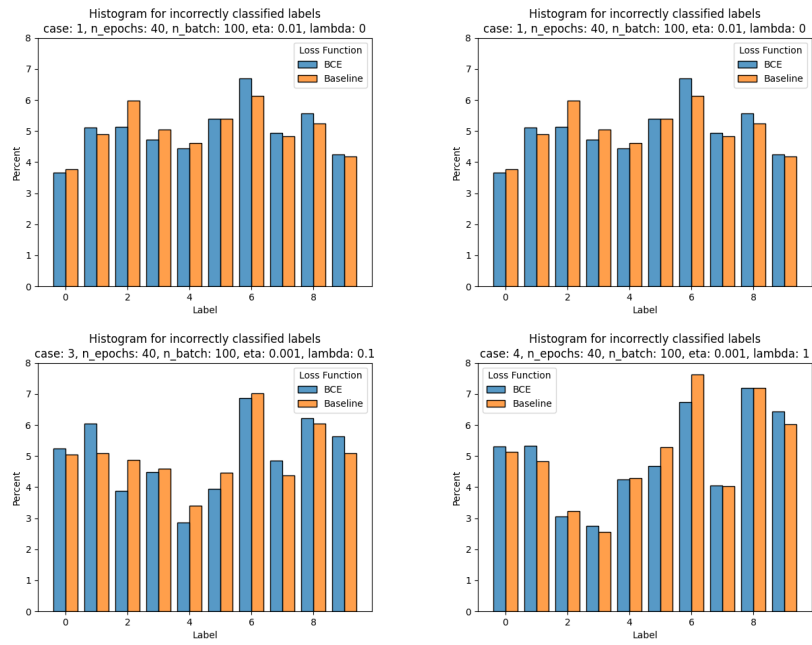 Histogram for incorrectly classified labels
case: 1, n_epochs: 40, n_batch: 100, eta: 0.01, lambda: 0
Loss Function
BCE
Baseline
8
7
6
5
4
3
2
1
0
Percent
0 2 4 6 8
Label
Histogram for incorrectly classified labels
case: 1, n_epochs: 40, n_batch: 100, eta: 0.01, lambda: 0
Loss Function
BCE
Baseline
8
7
6
5
4
3
2
1
0
Percent
0 2 4 6 8
Label
Histogram for incorrectly classified labels
case: 3, n_epochs: 40, n_batch: 100, eta: 0.001, lambda: 0.1
Loss Function
BCE
Baseline
8
7
6
5
4
3
2
1
0
Percent
0 2 4 6 8
Label
Histogram for incorrectly classified labels
case: 4, n_epochs: 40, n_batch: 100, eta: 0.001, lambda: 1
Loss Function
BCE
Baseline
8
7
6
5
4
3
2
1
0
Percent
0 2 4 6 8
Label